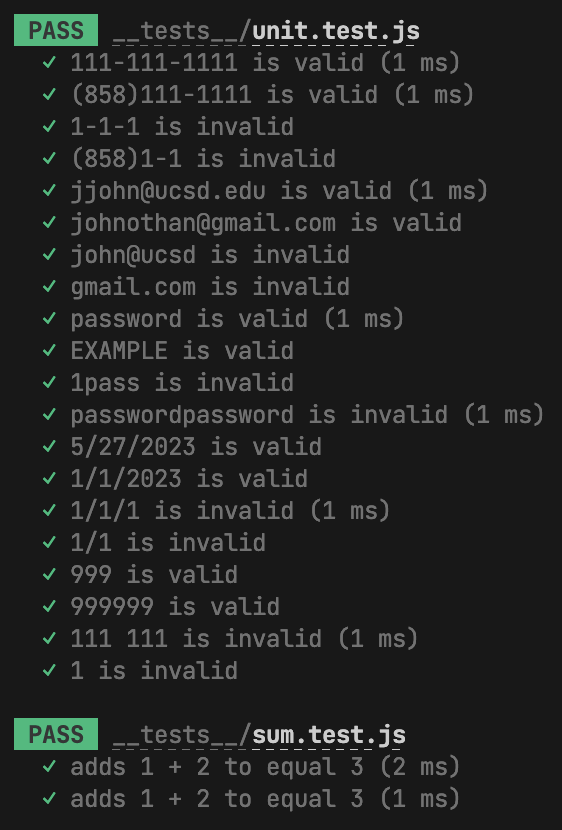 PASS __tests__/unit.test.js
✓ 111-111-1111 is valid (1 ms)
✓ (858)111-1111 is valid (1 ms)
✓ 1-1-1 is invalid
✓ (858)1-1 is invalid
✓ jjohn@ucsd.edu is valid (1 ms)
✓ johnothan@gmail.com is valid
✓ john@ucsd is invalid
✓ gmail.com is invalid
✓ password is valid (1 ms)
✓ EXAMPLE is valid
✓ 1pass is invalid
✓ passwordpassword is invalid (1 ms)
✓ 5/27/2023 is valid
✓ 1/1/2023 is valid
✓ 1/1/1 is invalid (1 ms)
✓ 1/1 is invalid
✓ 999 is valid
✓ 999999 is valid
✓ 111 111 is invalid (1 ms)
✓ 1 is invalid
PASS __tests__/sum.test.js
✓ adds 1 + 2 to equal 3 (2 ms)
✓ adds 1 + 2 to equal 3 (1 ms)